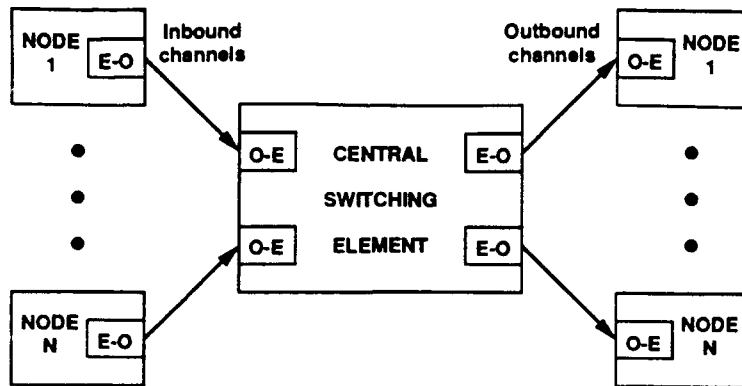 NODE
1
E-O
Inbound
channels
Outbound
channels
O-E
NODE
1
O-E
CENTRAL
E-O
SWITCHING
O-E
ELEMENT
E-O
NODE
N
E-O
O-E
NODE
N